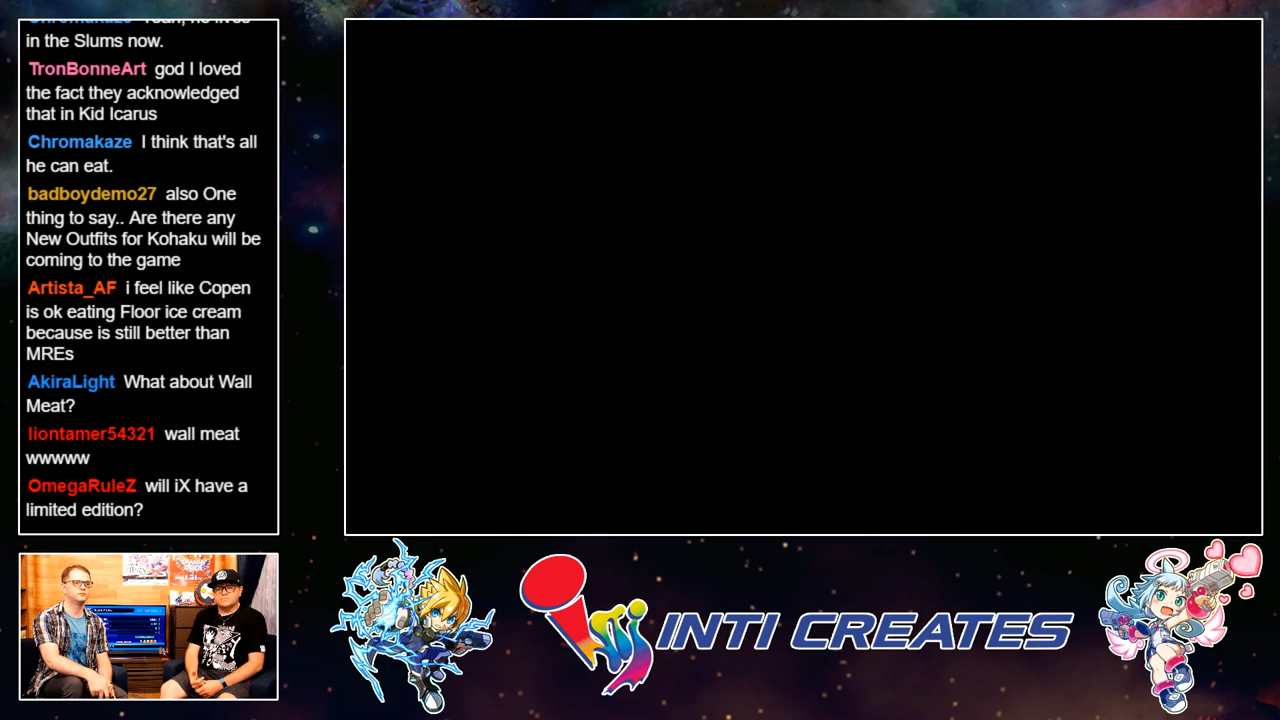 in the Slums now.
TronBonneArt god I loved
the fact they acknowledged
that in Kid Icarus
Chromakaze I think that's all
he can eat.
badboydemo27 also One
thing to say.. Are there any
New Outfits for Kohaku will be
coming to the game
Artista_AF i feel like Copen
is ok eating Floor ice cream
because is still better than
MREs
AkiraLight What about Wall
Meat?
liontamer54321 wall meat
wwwww
OmegaRuleZ will iX have a
limited edition?
INTI CREATES